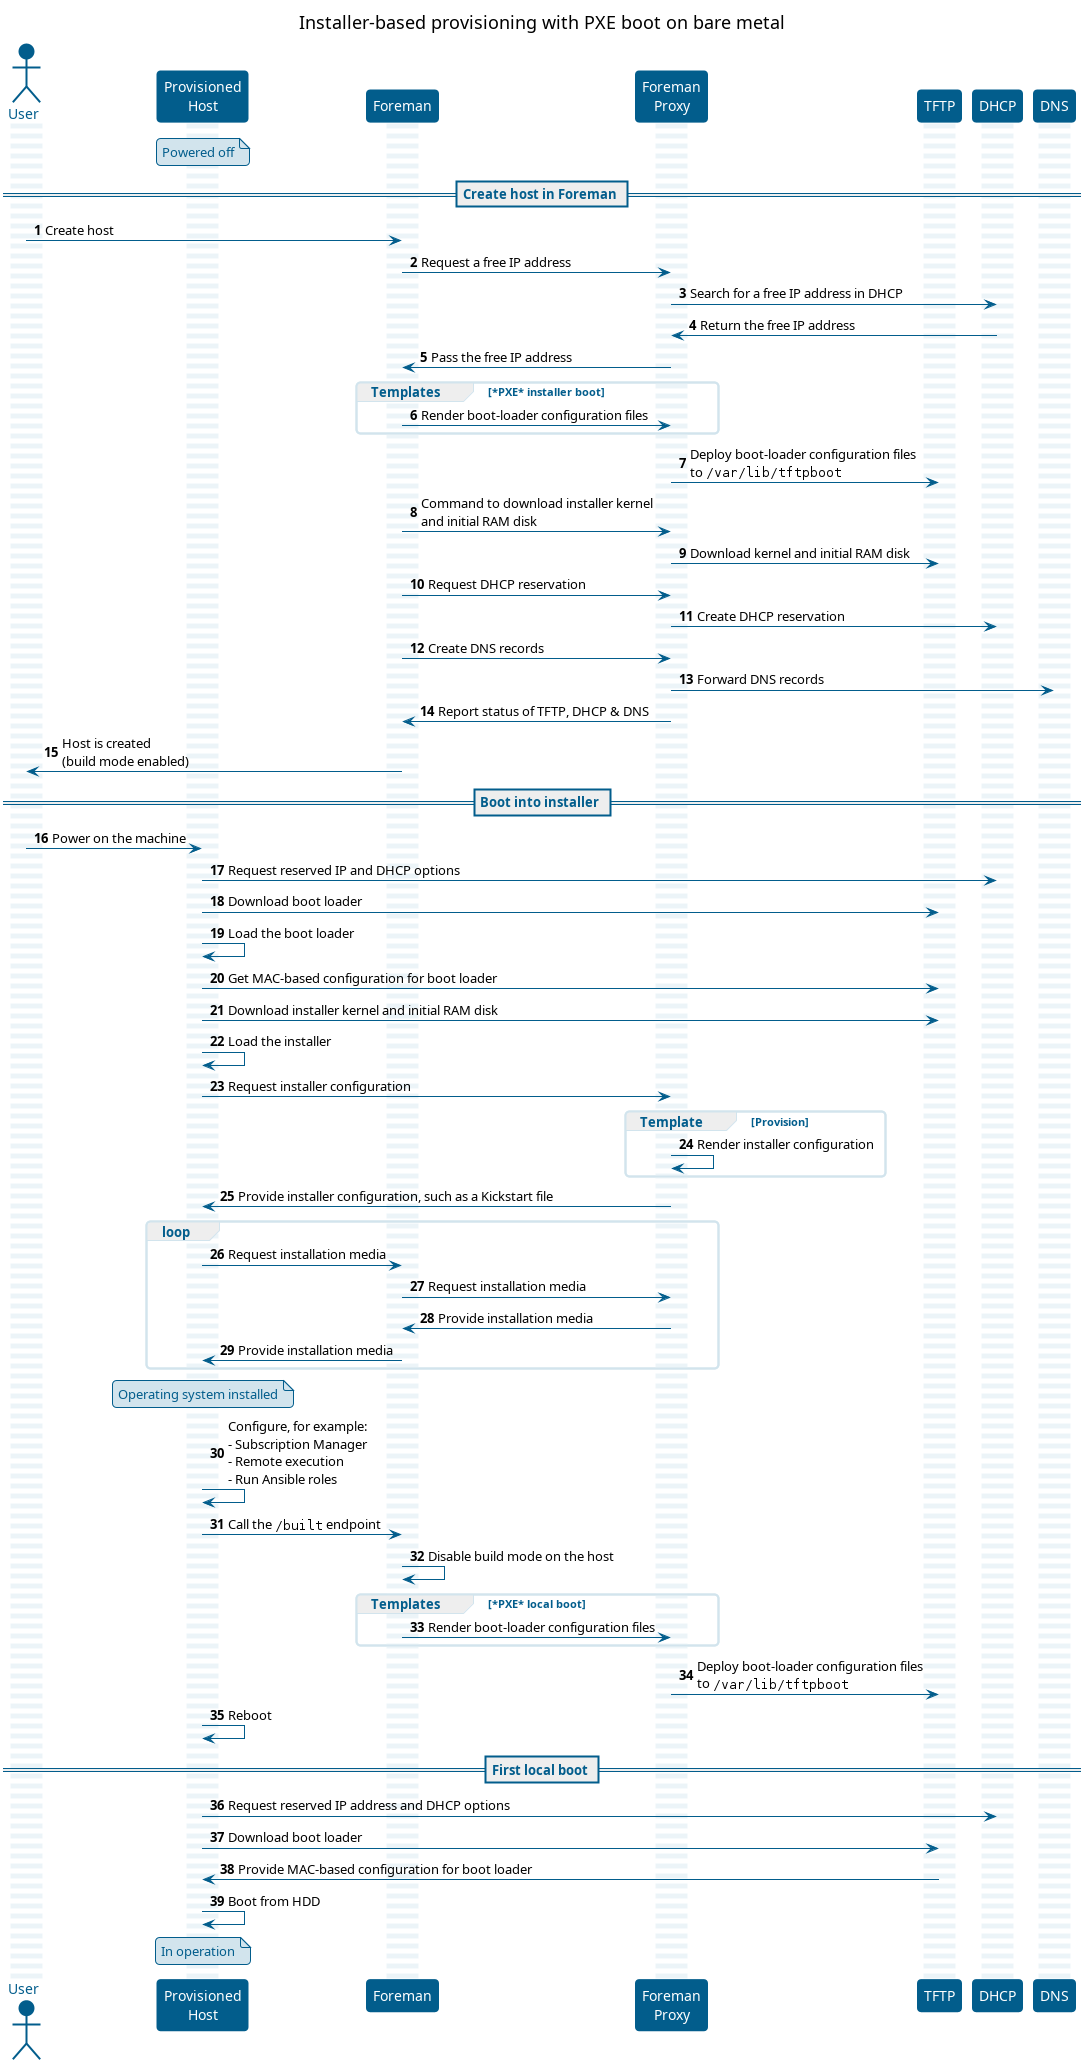 Installer-based provisioning with PXE boot on bare metal
User
Provisioned
Host
Foreman
Foreman
Proxy
TFTP
DHCP
DNS
Powered off
Create host in Foreman
1 Create host
2 Request a free IP address
3 Search for a free IP address in DHCP
4 Return the free IP address
5 Pass the free IP address
Templates [*PXE* installer boot]
6 Render boot-loader configuration files
7 Deploy boot-loader configuration files
to /var/lib/tftpboot
8 Command to download installer kernel
and initial RAM disk
9 Download kernel and initial RAM disk
10 Request DHCP reservation
11 Create DHCP reservation
12 Create DNS records
13 Forward DNS records
14 Report status of TFTP, DHCP & DNS
15 Host is created
(build mode enabled)
Boot into installer
16 Power on the machine
17 Request reserved IP and DHCP options
18 Download boot loader
19 Load the boot loader
20 Get MAC-based configuration for boot loader
21 Download installer kernel and initial RAM disk
22 Load the installer
23 Request installer configuration
Template [Provision]
24 Render installer configuration
25 Provide installer configuration, such as a Kickstart file
loop
26 Request installation media
27 Request installation media
28 Provide installation media
29 Provide installation media
Operating system installed
30 Configure, for example:
- Subscription Manager
- Remote execution
- Run Ansible roles
31 Call the /built endpoint
32 Disable build mode on the host
Templates [*PXE* local boot]
33 Render boot-loader configuration files
34 Deploy boot-loader configuration files
to /var/lib/tftpboot
35 Reboot
First local boot
36 Request reserved IP address and DHCP options
37 Download boot loader
38 Provide MAC-based configuration for boot loader
39 Boot from HDD
In operation
User
Provisioned
Host
Foreman
Foreman
Proxy
TFTP
DHCP
DNS